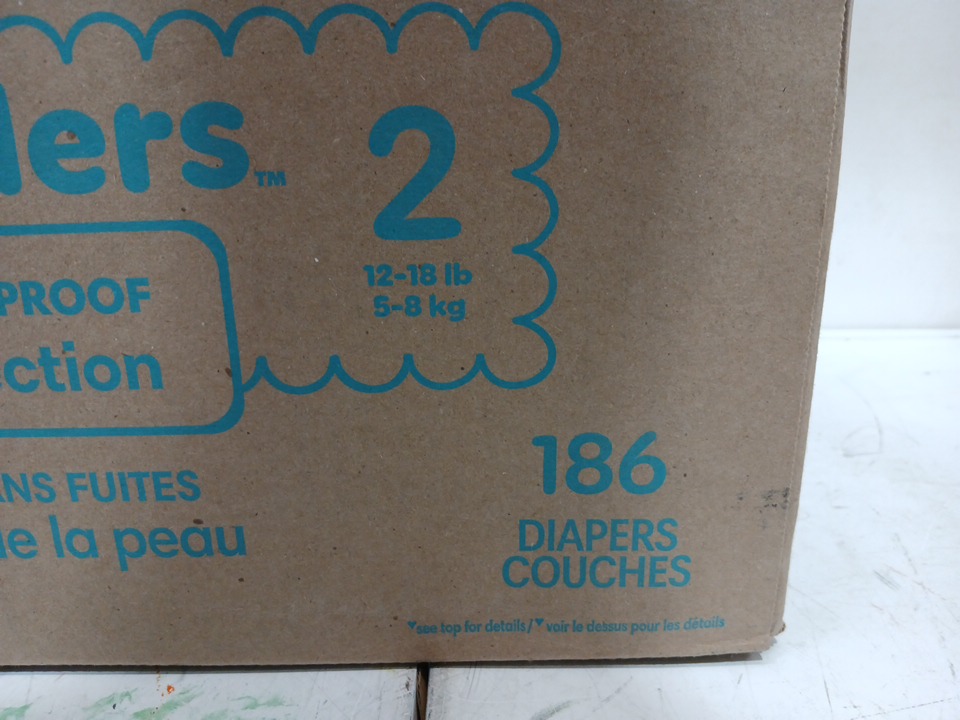 lers™
2
12-18 lb
5-8 kg
PROOF
ction
186
ANS FUITES
de la peau
DIAPERS
COUCHES
▼see top for details/▼voir le dessus pour les détails